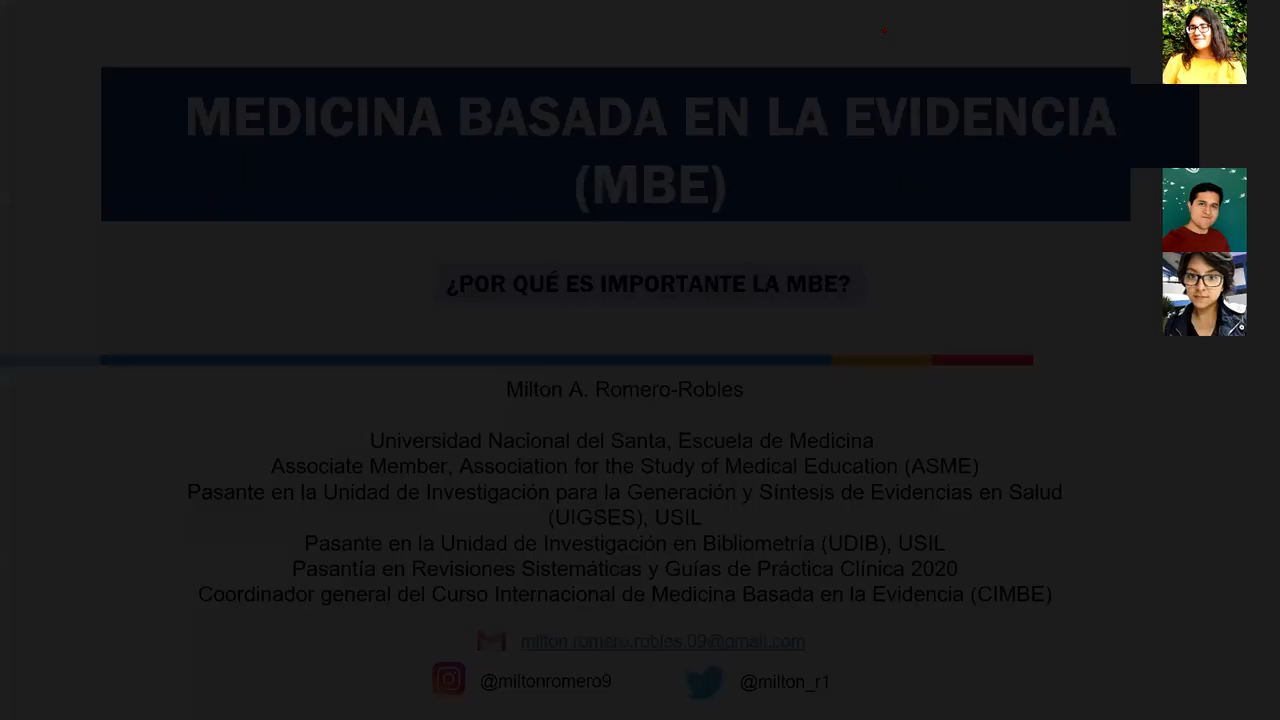 MEDICINA BASADA EN LA EVIDENCIA
(MBE)
¿POR QUÉ ES IMPORTANTE LA MBE?
Milton A. Romero-Robles
Universidad Nacional del Santa, Escuela de Medicina
Associate Member, Association for the Study of Medical Education (ASME)
Pasante en la Unidad de Investigación para la Generación y Síntesis de Evidencias en Salud
(UIGSES), USIL
Pasante en la Unidad de Investigación en Bibliometría (UDIB), USIL
Pasantía en Revisiones Sistemáticas y Guías de Práctica Clínica 2020
Coordinador general del Curso Internacional de Medicina Basada en la Evidencia (CIMBE)
milton.romero.robles.09@gmail.com
@miltonromero9
@milton_r1